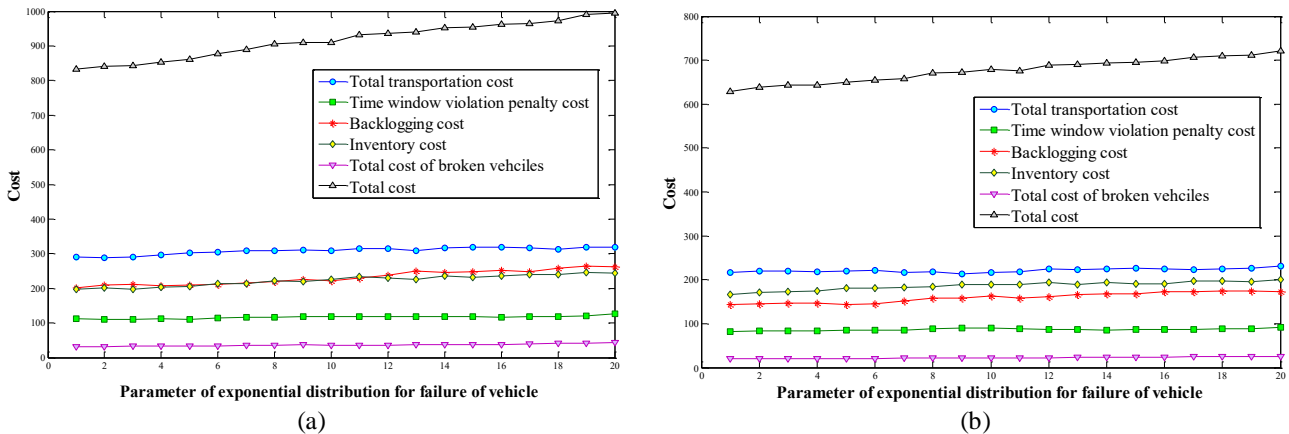 1000
900
800
700
600
500
400
300
200
100
0
Cost
Total transportation cost
Time window violation penalty cost
Backlogging cost
Inventory cost
Total cost of broken vehciles
Total cost
0 2 4 6 8 10 12 14 16 18 20
Parameter of exponential distribution for failure of vehicle
(a)
800
700
600
500
400
300
200
100
0
Cost
Total transportation cost
Time window violation penalty cost
Backlogging cost
Inventory cost
Total cost of broken vehciles
Total cost
0 2 4 6 8 10 12 14 16 18 20
Parameter of exponential distribution for failure of vehicle
(b)